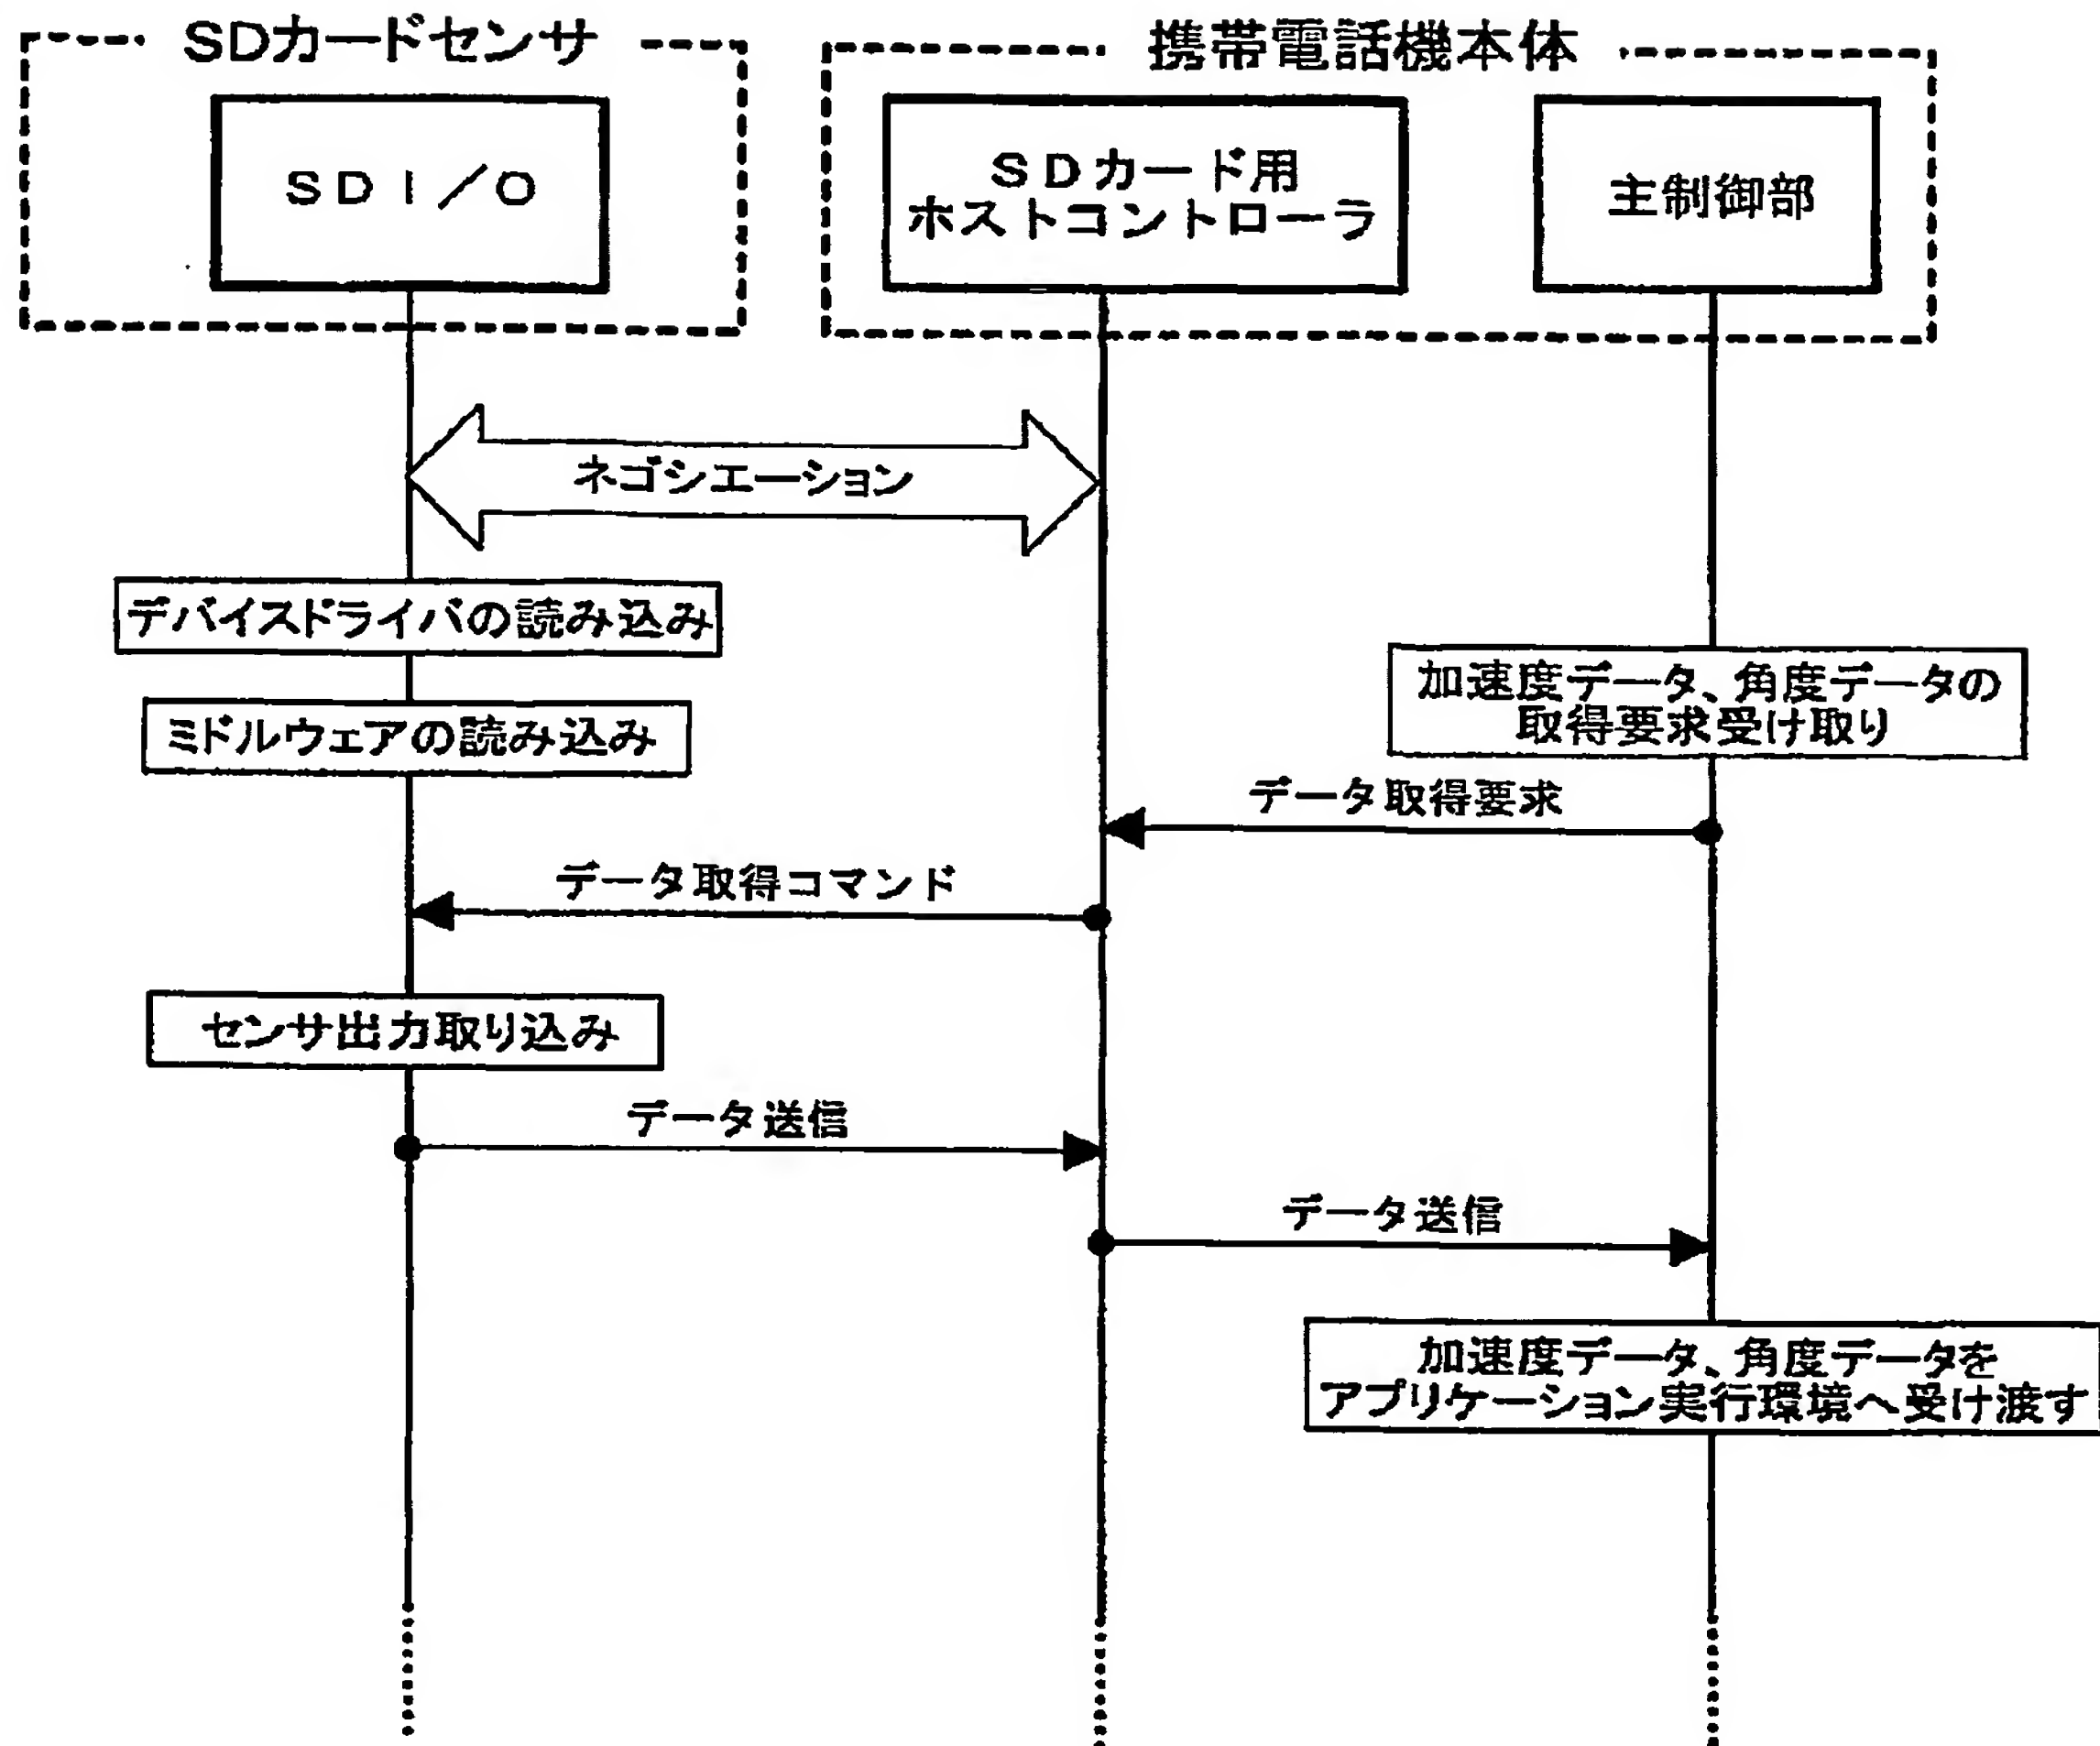 SDカードセンサ
携帯電話機本体
ＳＤＩ／Ｏ
ＳＤカード用
ホストコントローラ
主制御部
ネゴシエーション
デバイスドライバの読み込み
ミドルウェアの読み込み
加速度データ、角度データの
取得要求受け取り
データ取得要求
データ取得コマンド
センサ出力取り込み
データ送信
データ送信
加速度データ、角度データを
アプリケーション実行環境へ受け渡す